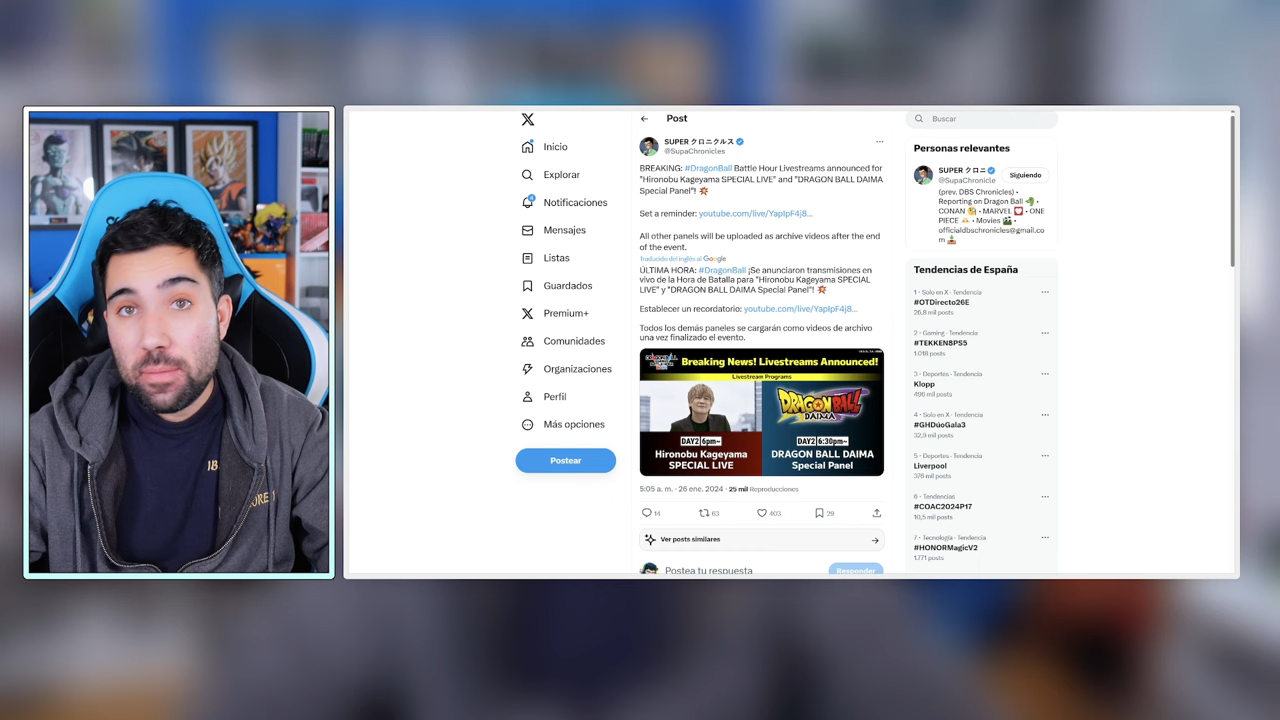 Inicio
Explorar
4
Notificaciones
Mensajes
Listas
Guardados
Premium+
Comunidades
Organizaciones
Perfil
Más opciones
Postear
Post
SUPER クロニクルス
@SupaChronicles
BREAKING: #DragonBall Battle Hour Livestreams announced for
"Hironobu Kageyama SPECIAL LIVE" and "DRAGON BALL DAIMA
Special Panel"! 💥
Set a reminder: youtube.com/live/YapIpF4j8...
All other panels will be uploaded as archive videos after the end
of the event.
Traducido del inglés al Google
ÚLTIMA HORA: #DragonBall ¡Se anunciaron transmisiones en
vivo de la Hora de Batalla para "Hironobu Kageyama SPECIAL
LIVE" y "DRAGON BALL DAIMA Special Panel"! 💥
Establecer un recordatorio: youtube.com/live/YapIpF4j8...
Todos los demás paneles se cargarán como videos de archivo
una vez finalizado el evento.
Breaking News! Livestreams Announced!
Livestream Programs
DRAGON BALL
DAIMA
DAY2 6pm~
Hironobu Kageyama
SPECIAL LIVE
DAY2 6:30pm~
DRAGON BALL DAIMA
Special Panel
5:05 a. m. · 26 ene. 2024 · 25 mil Reproducciones
14
63
403
29
Ver posts similares
Postea tu respuesta
Responder
Buscar
Personas relevantes
SUPER クロニ
@SupaChronicle
Siguiendo
(prev. DBS Chronicles) •
Reporting on Dragon Ball 🐉 •
CONAN 🧐 • MARVEL • ONE
PIECE • Movies
officialdbschronicles@gmail.co
m
Tendencias de España
1 · Solo en X · Tendencia
#OTDirecto26E
26,8 mil posts
2 · Gaming · Tendencia
#TEKKEN8PS5
1.018 posts
3 · Deportes · Tendencia
Klopp
496 mil posts
4 · Solo en X · Tendencia
#GHDúoGala3
32,9 mil posts
5 · Deportes · Tendencia
Liverpool
376 mil posts
6 · Tendencias
#COAC2024P17
10,5 mil posts
7 · Tecnología · Tendencia
#HONORMagicV2
1.771 posts